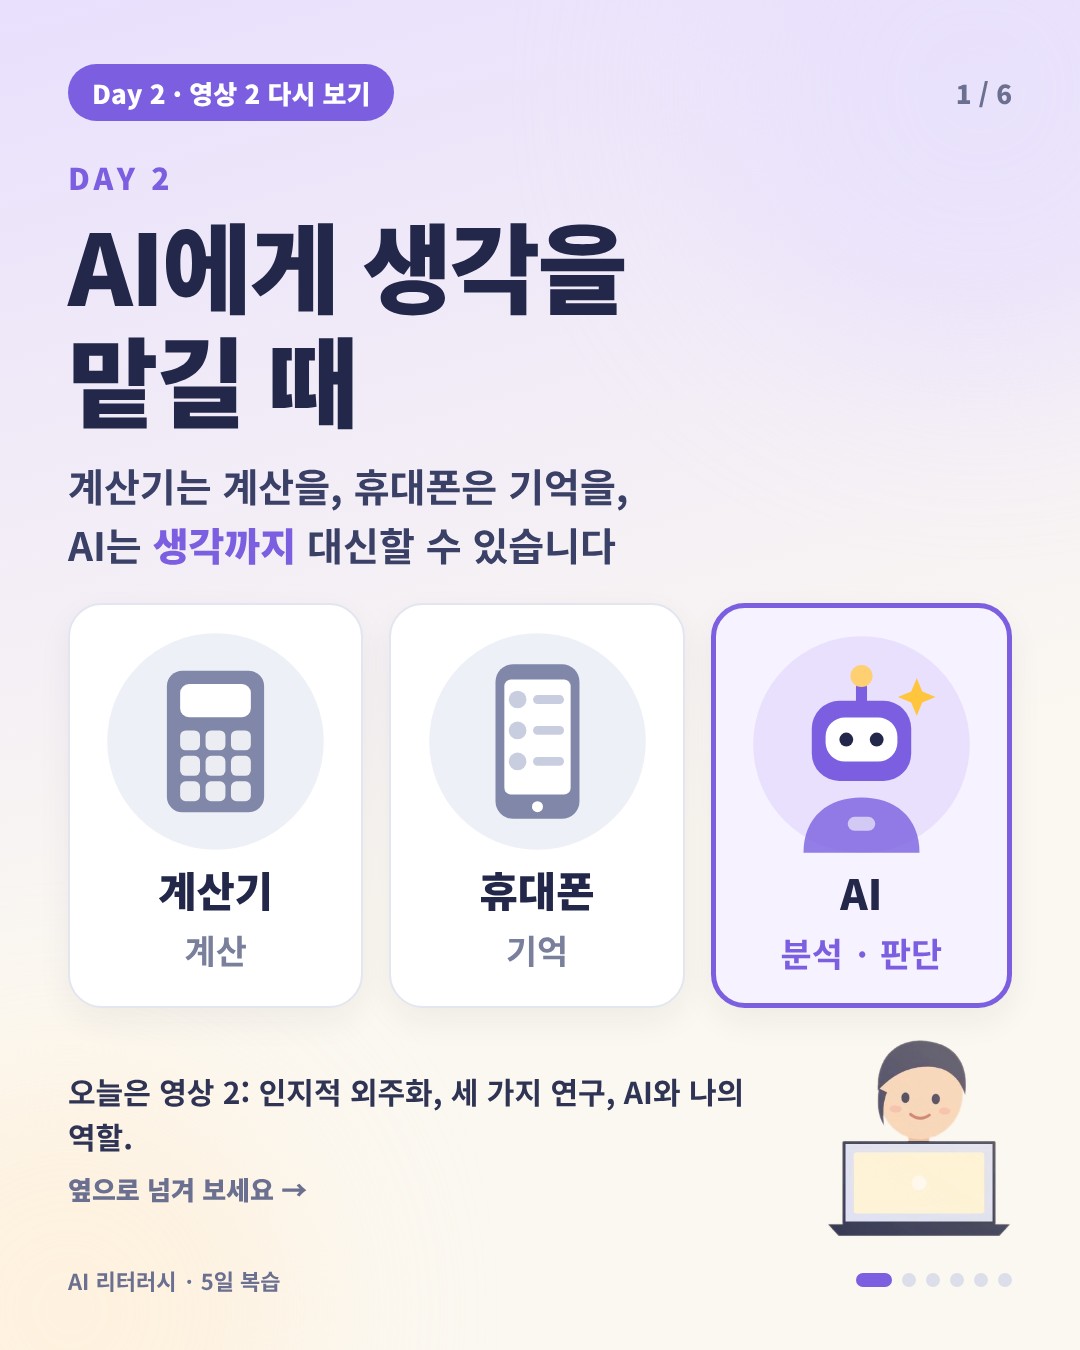 Day 2 · 영상 2 다시 보기
1 / 6
DAY 2
AI에게 생각을
맡길 때
계산기는 계산을, 휴대폰은 기억을,
AI는 생각까지 대신할 수 있습니다
계산기
계산
휴대폰
기억
AI
분석 · 판단
오늘은 영상 2: 인지적 외주화, 세 가지 연구, AI와 나의
역할.
옆으로 넘겨 보세요 →
AI 리터러시 · 5일 복습